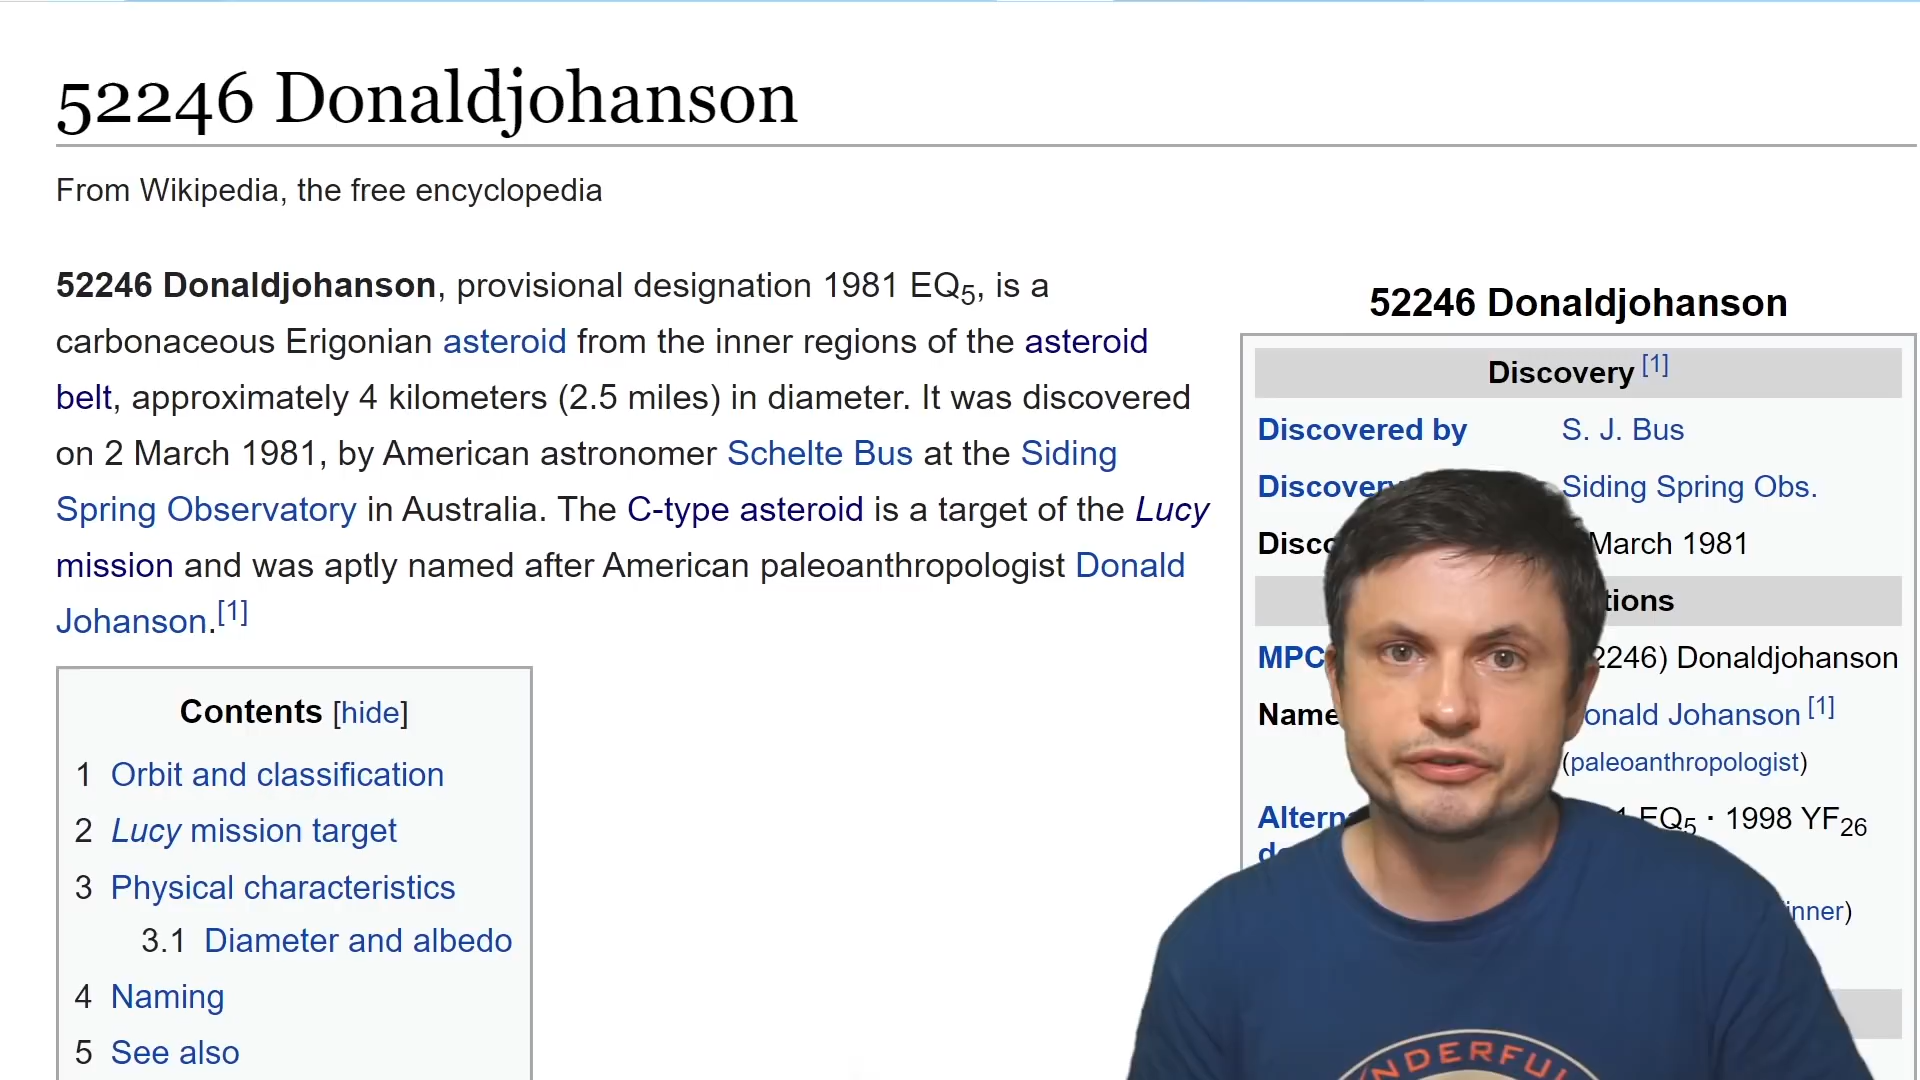 52246 Donaldjohanson
From Wikipedia, the free encyclopedia
52246 Donaldjohanson, provisional designation 1981 EQ5, is a
carbonaceous Erigonian asteroid from the inner regions of the asteroid
belt, approximately 4 kilometers (2.5 miles) in diameter. It was discovered
on 2 March 1981, by American astronomer Schelte Bus at the Siding
Spring Observatory in Australia. The C-type asteroid is a target of the Lucy
mission and was aptly named after American paleoanthropologist Donald
Johanson.[1]
Contents [hide]
1 Orbit and classification
2 Lucy mission target
3 Physical characteristics
3.1 Diameter and albedo
4 Naming
5 See also
52246 Donaldjohanson
Discovery [1]
Discovered by S. J. Bus
Siding Spring Obs.
March 1981
MPC Donaldjohanson
Johanson [1]
(paleoanthropologist)
· 1998 YF26
inner)